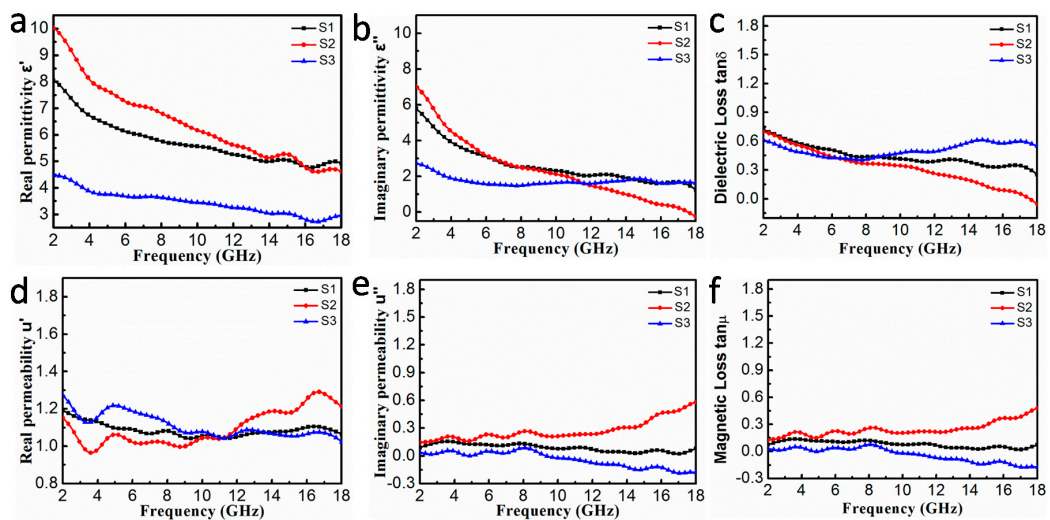 a
Real permittivity ε'
10
9
8
7
6
5
4
3
2 4 6 8 10 12 14 16 18
Frequency (GHz)
S1
S2
S3
b
Imaginary permittivity ε''
10
8
6
4
2
0
2 4 6 8 10 12 14 16 18
Frequency (GHz)
S1
S2
S3
c
Dielectric Loss tanδ
1.8
1.5
1.2
0.9
0.6
0.3
0.0
2 4 6 8 10 12 14 16 18
Frequency (GHz)
S1
S2
S3
d
Real permeability u'
1.8
1.6
1.4
1.2
1.0
0.8
2 4 6 8 10 12 14 16 18
Frequency (GHz)
S1
S2
S3
e
Imaginary permeability u''
1.8
1.5
1.2
0.9
0.6
0.3
0.0
-0.3
2 4 6 8 10 12 14 16 18
Frequency (GHz)
S1
S2
S3
f
Magnetic Loss tanμ
1.8
1.5
1.2
0.9
0.6
0.3
0.0
-0.3
2 4 6 8 10 12 14 16 18
Frequency (GHz)
S1
S2
S3